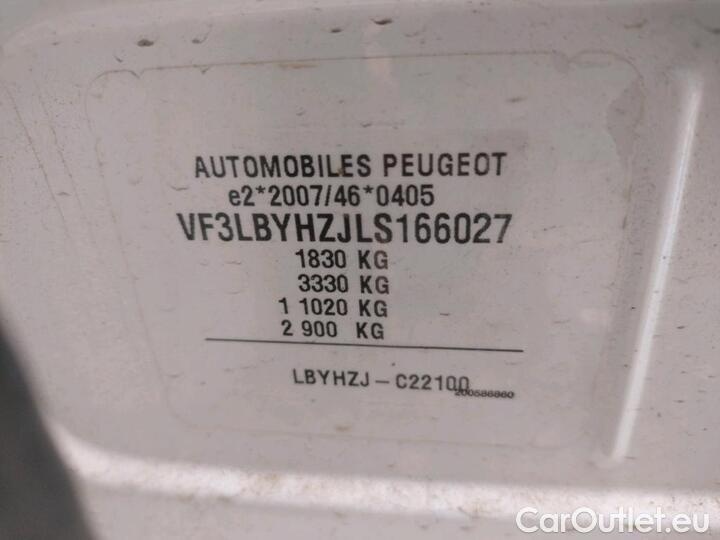 AUTOMOBILES PEUGEOT
e2*2007/46*0405
VF3LBYHZJLS166027
1830 KG
3330 KG
1 1020 KG
2 900 KG
LBYHZJ - C22100
200586860
CarOutlet.eu